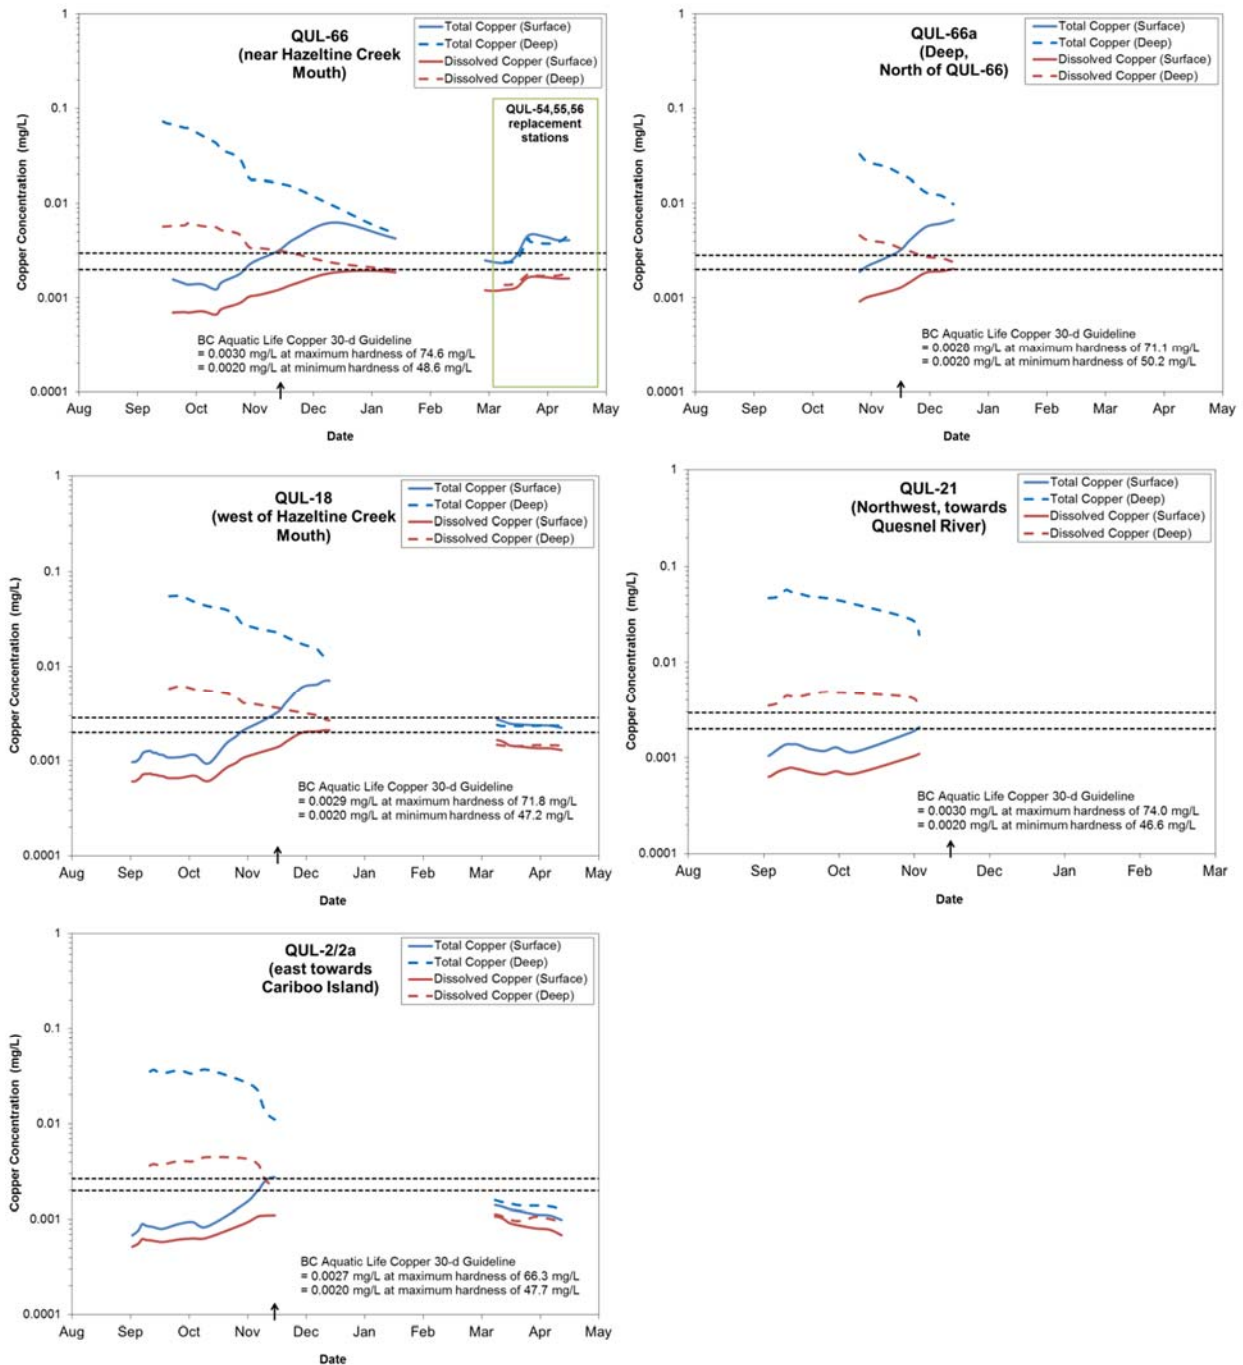 QUL-66
(near Hazeltine Creek
Mouth)
Total Copper (Surface)
Total Copper (Deep)
Dissolved Copper (Surface)
Dissolved Copper (Deep)
QUL-54,55,56
replacement
stations
Copper Concentration (mg/L)
1
0.1
0.01
0.001
0.0001
BC Aquatic Life Copper 30-d Guideline
= 0.0030 mg/L at maximum hardness of 74.6 mg/L
= 0.0020 mg/L at minimum hardness of 48.6 mg/L
Aug Sep Oct Nov Dec Jan Feb Mar Apr May
Date
QUL-66a
(Deep,
North of QUL-66)
Total Copper (Surface)
Total Copper (Deep)
Dissolved Copper (Surface)
Dissolved Copper (Deep)
Copper Concentration (mg/L)
1
0.1
0.01
0.001
0.0001
BC Aquatic Life Copper 30-d Guideline
= 0.0028 mg/L at maximum hardness of 71.1 mg/L
= 0.0020 mg/L at minimum hardness of 50.2 mg/L
Aug Sep Oct Nov Dec Jan Feb Mar Apr May
Date
QUL-18
(west of Hazeltine Creek
Mouth)
Total Copper (Surface)
Total Copper (Deep)
Dissolved Copper (Surface)
Dissolved Copper (Deep)
Copper Concentration (mg/L)
1
0.1
0.01
0.001
0.0001
BC Aquatic Life Copper 30-d Guideline
= 0.0029 mg/L at maximum hardness of 71.8 mg/L
= 0.0020 mg/L at minimum hardness of 47.2 mg/L
Aug Sep Oct Nov Dec Jan Feb Mar Apr May
Date
QUL-21
(Northwest, towards
Quesnel River)
Total Copper (Surface)
Total Copper (Deep)
Dissolved Copper (Surface)
Dissolved Copper (Deep)
Copper Concentration (mg/L)
1
0.1
0.01
0.001
0.0001
BC Aquatic Life Copper 30-d Guideline
= 0.0030 mg/L at maximum hardness of 74.0 mg/L
= 0.0020 mg/L at minimum hardness of 46.6 mg/L
Aug Sep Oct Nov Dec Jan Feb Mar
Date
QUL-2/2a
(east towards
Cariboo Island)
Total Copper (Surface)
Total Copper (Deep)
Dissolved Copper (Surface)
Dissolved Copper (Deep)
Copper Concentration (mg/L)
1
0.1
0.01
0.001
0.0001
BC Aquatic Life Copper 30-d Guideline
= 0.0027 mg/L at maximum hardness of 66.3 mg/L
= 0.0020 mg/L at maximum hardness of 47.7 mg/L
Aug Sep Oct Nov Dec Jan Feb Mar Apr May
Date